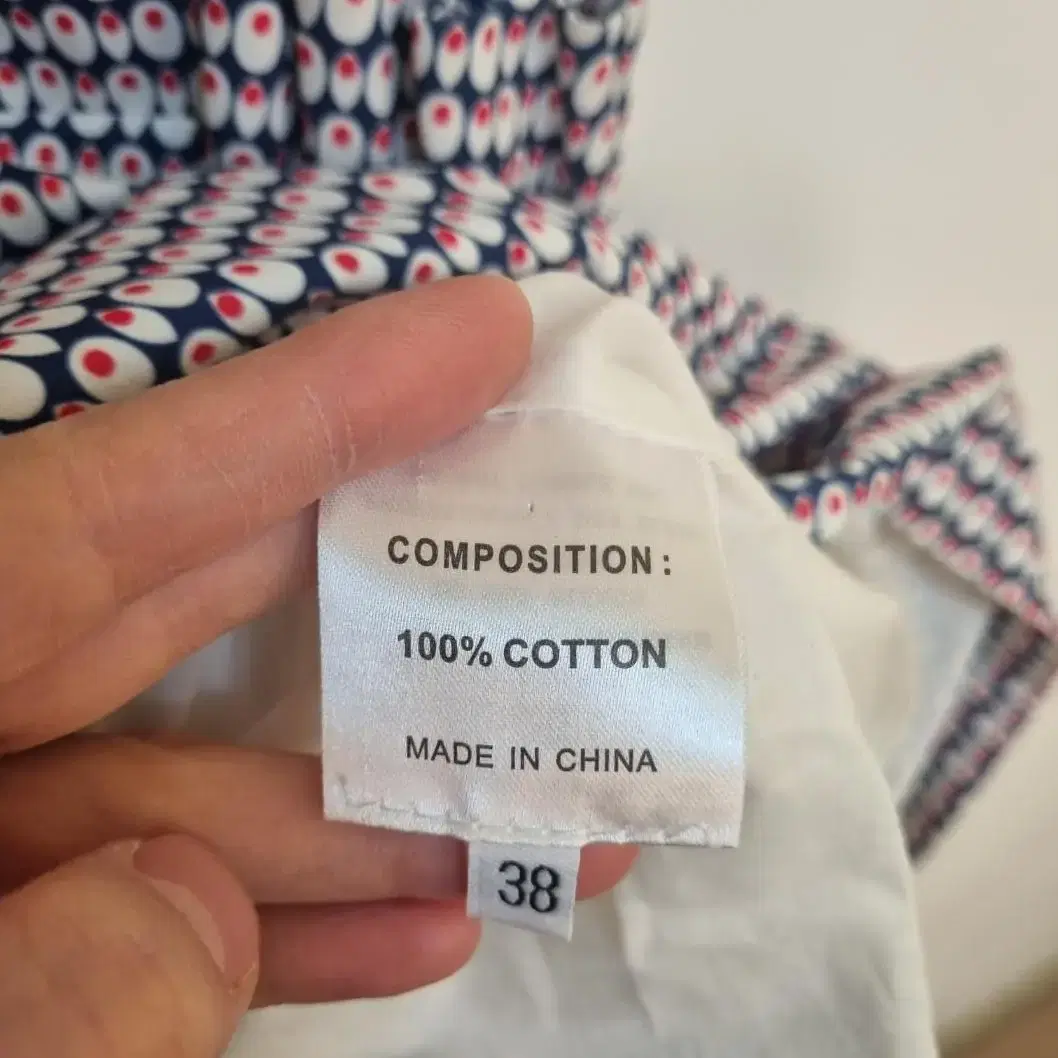 COMPOSITION:
100% COTTON
MADE IN CHINA
38